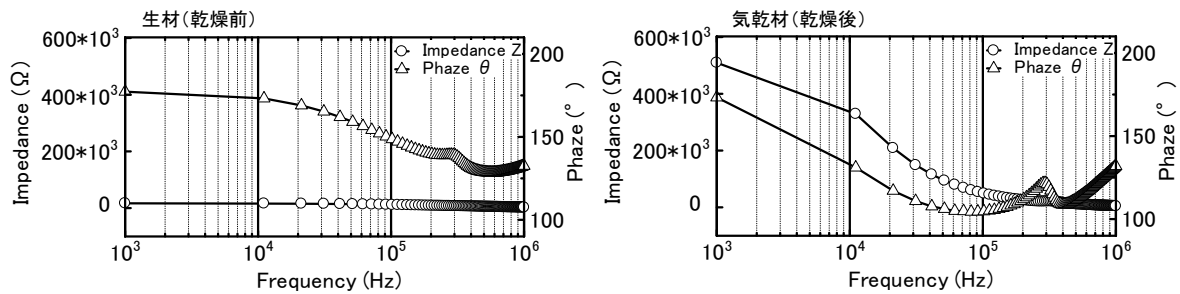 生材(乾燥前)
600*10³
400*10³
200*10³
0
Impedance (Ω)
200
150
100
Phaze (°)
Impedance Z
Phaze θ
10³
10⁴
10⁵
10⁶
Frequency (Hz)
気乾材(乾燥後)
600*10³
400*10³
200*10³
0
Impedance (Ω)
200
150
100
Phaze (°)
Impedance Z
Phaze θ
10³
10⁴
10⁵
10⁶
Frequency (Hz)